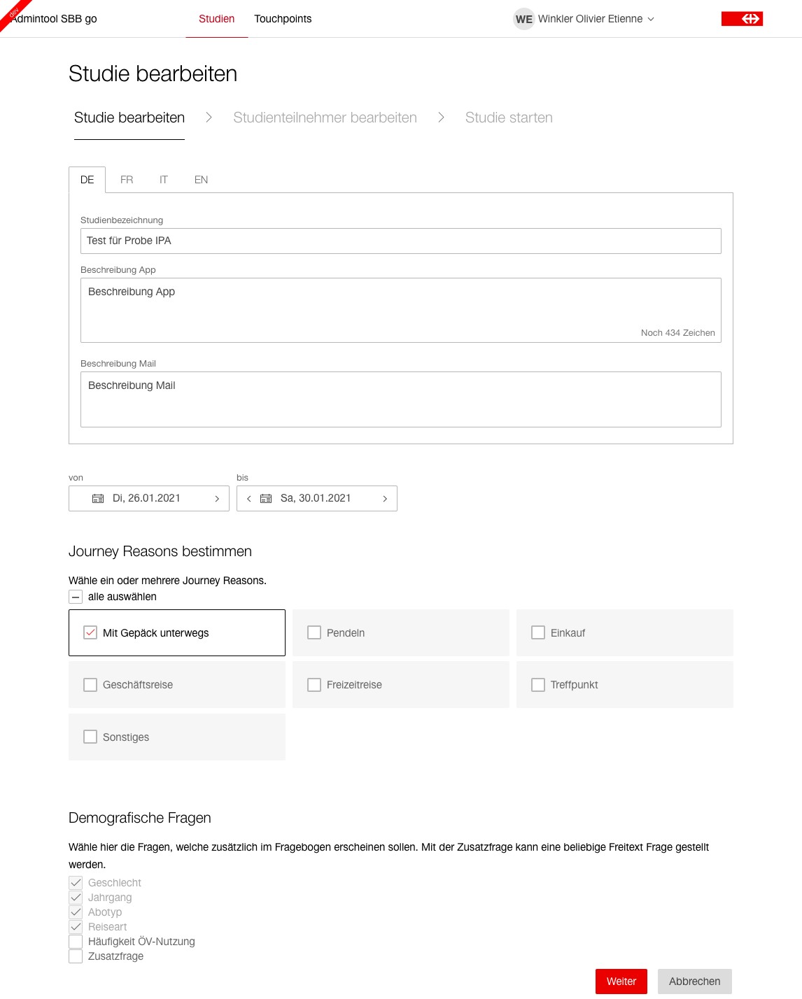 dev
Admintool SBB go
Studien
Touchpoints
WE Winkler Olivier Etienne
Studie bearbeiten
Studie bearbeiten
Studienteilnehmer bearbeiten
Studie starten
DE
FR
IT
EN
Studienbezeichnung
Test für Probe IPA
Beschreibung App
Beschreibung App
Noch 434 Zeichen
Beschreibung Mail
Beschreibung Mail
von
bis
Di, 26.01.2021
Sa, 30.01.2021
Journey Reasons bestimmen
Wähle ein oder mehrere Journey Reasons.
alle auswählen
Mit Gepäck unterwegs
Pendeln
Einkauf
Geschäftsreise
Freizeitreise
Treffpunkt
Sonstiges
Demografische Fragen
Wähle hier die Fragen, welche zusätzlich im Fragebogen erscheinen sollen. Mit der Zusatzfrage kann eine beliebige Freitext Frage gestellt
werden.
Geschlecht
Jahrgang
Abotyp
Reiseart
Häufigkeit ÖV-Nutzung
Zusatzfrage
Weiter
Abbrechen